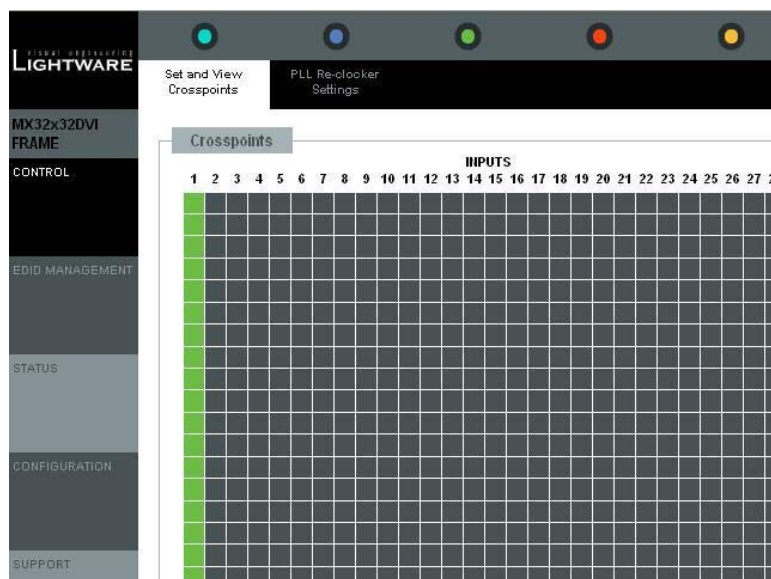 visual engineering
LIGHTWARE
Set and View
Crosspoints
PLL Re-clocker
Settings
MX32x32DVI
FRAME
CONTROL
EDID MANAGEMENT
STATUS
CONFIGURATION
SUPPORT
Crosspoints
INPUTS
1 2 3 4 5 6 7 8 9 10 11 12 13 14 15 16 17 18 19 20 21 22 23 24 25 26 27